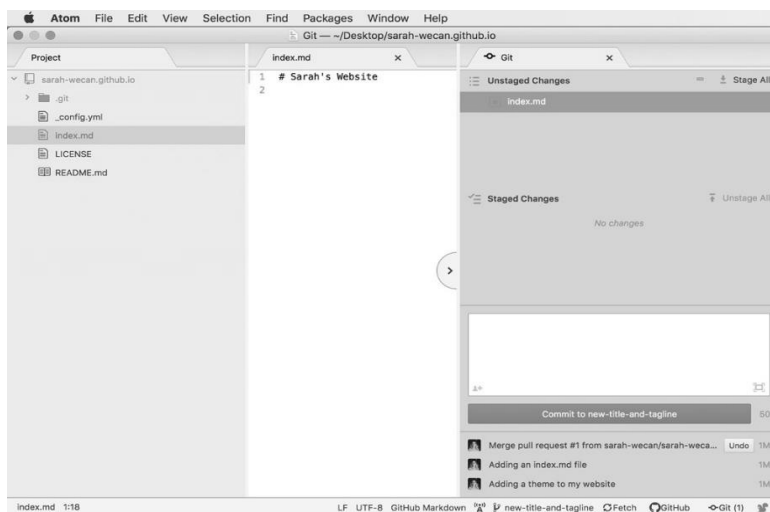 Atom File Edit View Selection Find Packages Window Help
Git — ~/Desktop/sarah-wecan.github.io
Project
sarah-wecan.github.io
.git
_config.yml
index.md
LICENSE
README.md
index.md
1 # Sarah's Website
2
Git
Unstaged Changes
Stage All
index.md
Staged Changes
Unstage All
No changes
Commit to new-title-and-tagline
50
Merge pull request #1 from sarah-wecan/sarah-weca... Undo 1M
Adding an index.md file 1M
Adding a theme to my website 1M
index.md 1:18 LF UTF-8 GitHub Markdown new-title-and-tagline Fetch GitHub Git (1)